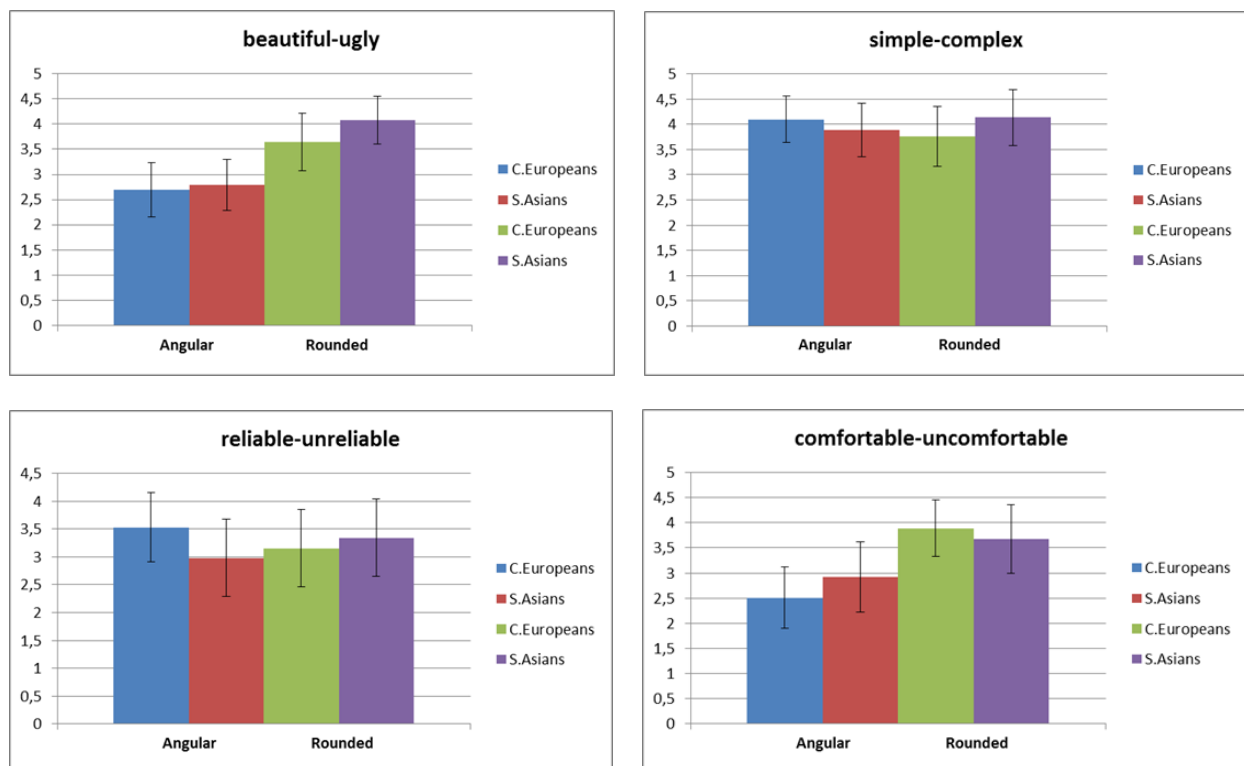 beautiful-ugly
5
4,5
4
3,5
3
2,5
2
1,5
1
0,5
0
Angular Rounded
C.Europeans
S.Asians
C.Europeans
S.Asians
simple-complex
5
4,5
4
3,5
3
2,5
2
1,5
1
0,5
0
Angular Rounded
C.Europeans
S.Asians
C.Europeans
S.Asians
reliable-unreliable
4,5
4
3,5
3
2,5
2
1,5
1
0,5
0
Angular Rounded
C.Europeans
S.Asians
C.Europeans
S.Asians
comfortable-uncomfortable
5
4,5
4
3,5
3
2,5
2
1,5
1
0,5
0
Angular Rounded
C.Europeans
S.Asians
C.Europeans
S.Asians